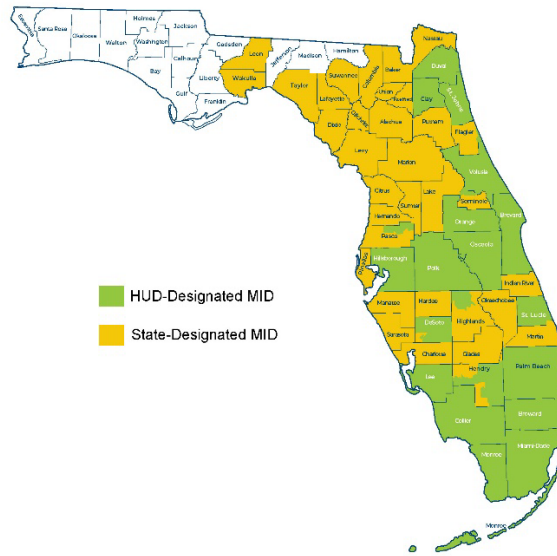 Escambia
Santa Rosa
Okaloosa
Walton
Holmes
Washington
Jackson
Bay
Calhoun
Gulf
Gadsden
Liberty
Franklin
Leon
Wakulla
Jefferson
Madison
Hamilton
Taylor
Suwannee
Lafayette
Dixie
Columbia
Baker
Union
Nassau
Duval
Clay
St. Johns
Alachua
Putnam
Flagler
Levy
Marion
Volusia
Citrus
Sumter
Lake
Seminole
Hernando
Orange
Brevard
Pasco
Osceola
Pinellas
Hillsborough
Polk
Indian River
Manatee
Hardee
Okeechobee
Highlands
St. Lucie
DeSoto
Sarasota
Martin
Charlotte
Glades
Lee
Hendry
Palm Beach
Collier
Broward
Monroe
Miami-Dade
Monroe
HUD-Designated MID
State-Designated MID